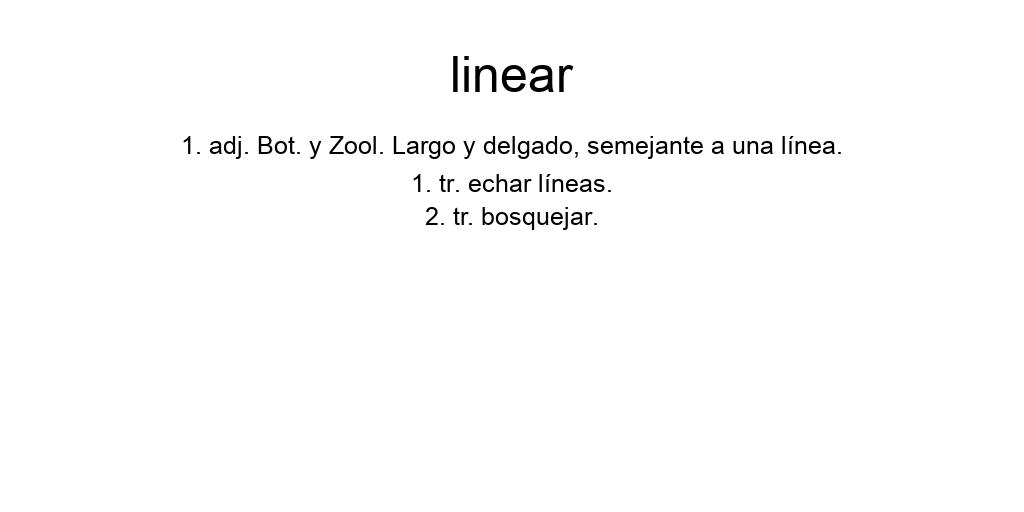 linear
1. adj. Bot. y Zool. Largo y delgado, semejante a una línea.
1. tr. echar líneas.
2. tr. bosquejar.